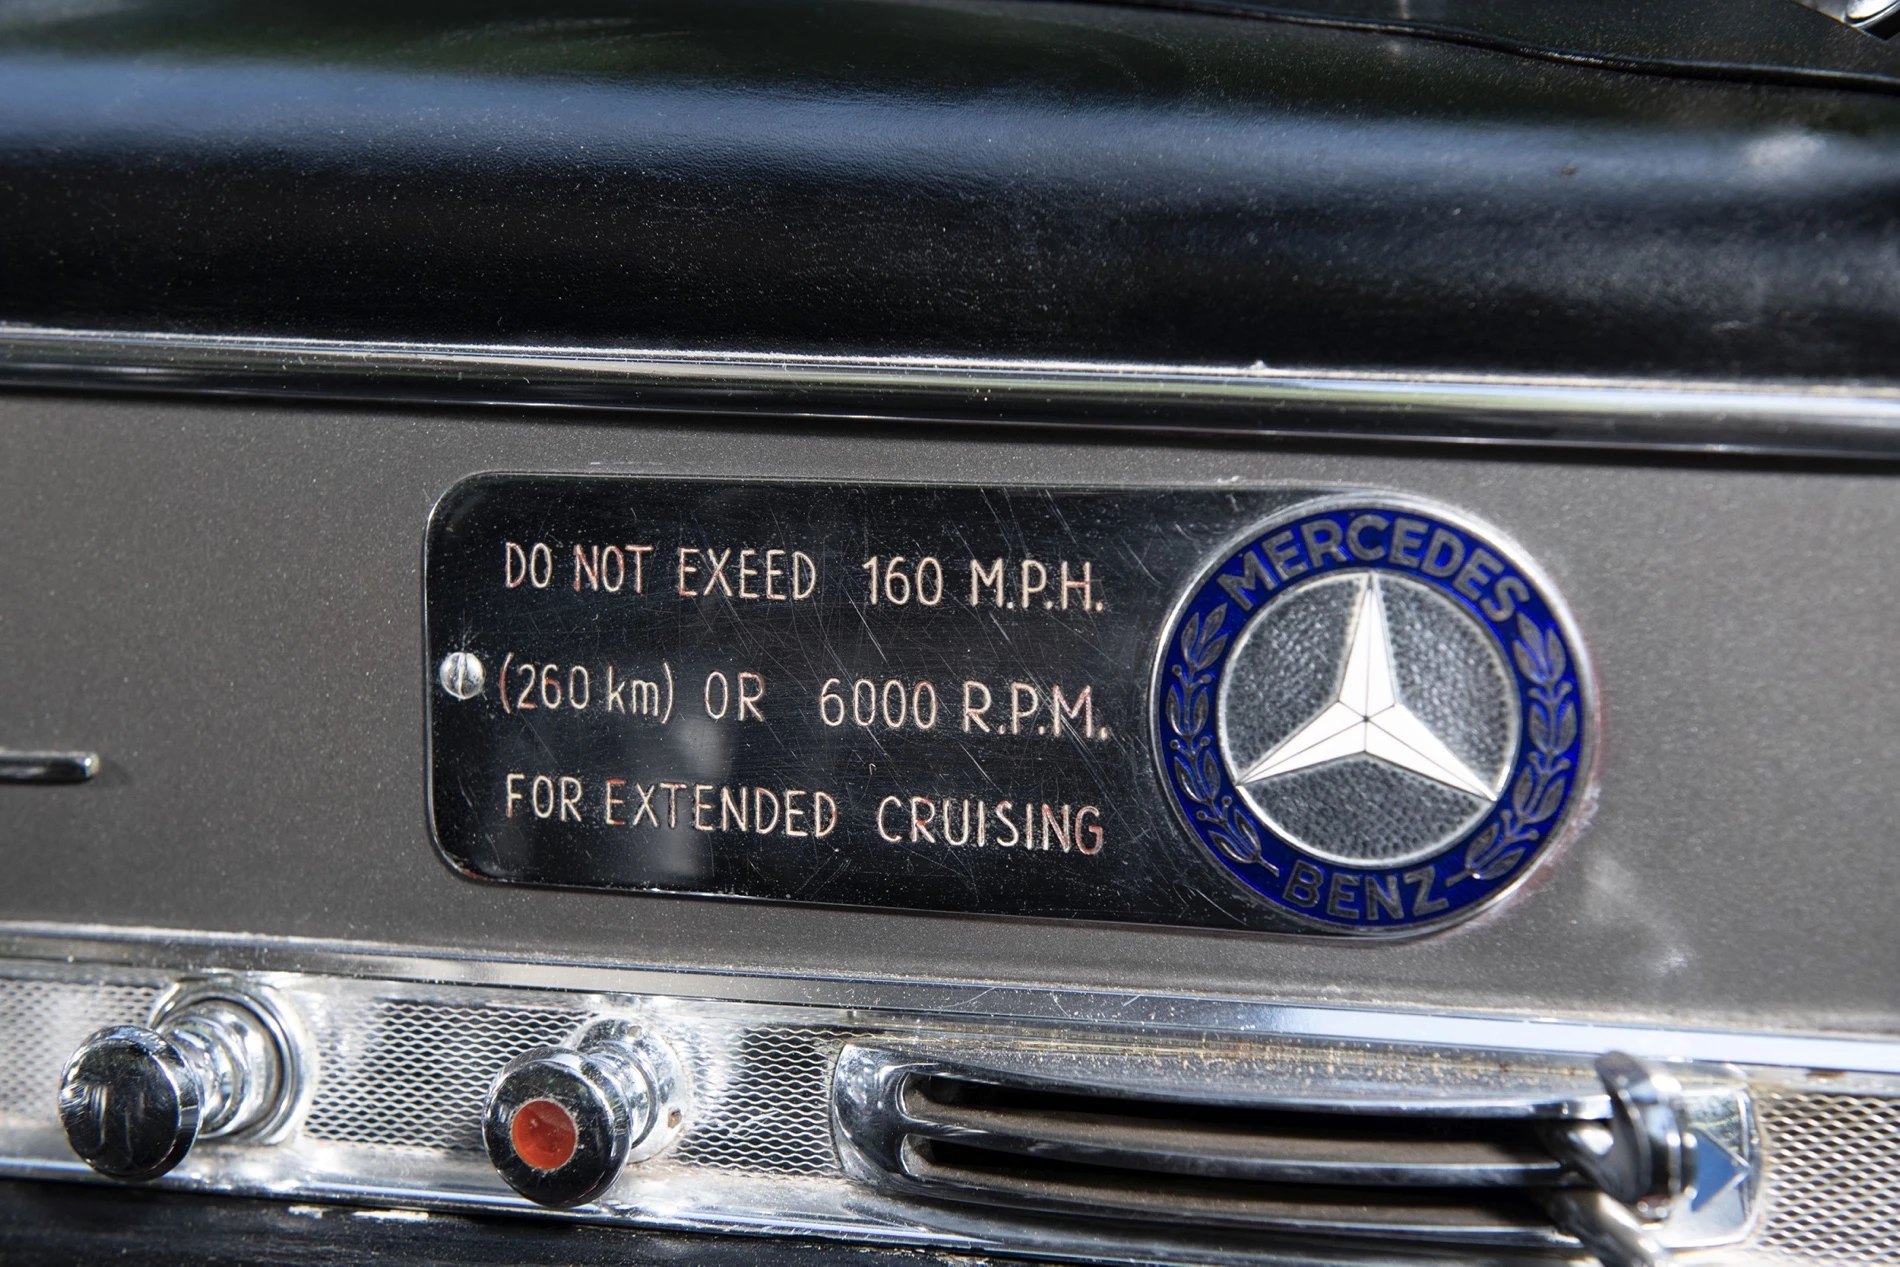 DO NOT EXEED 160 M.P.H.
(260 km) OR 6000 R.P.M.
FOR EXTENDED CRUISING
MERCEDES
BENZ